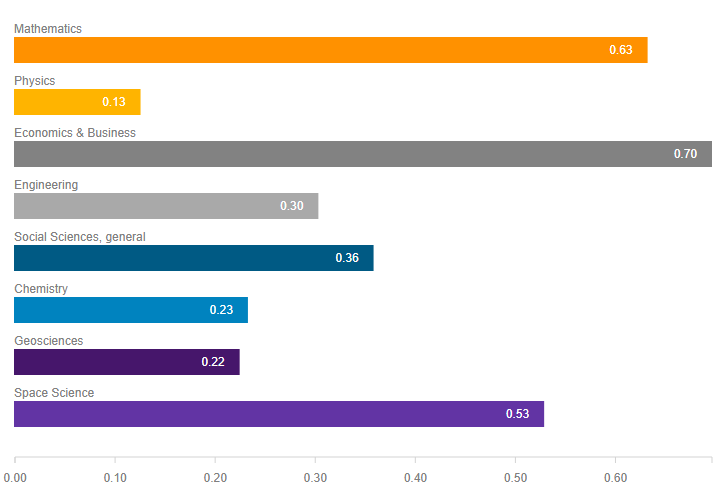 Mathematics
0.63
Physics
0.13
Economics & Business
0.70
Engineering
0.30
Social Sciences, general
0.36
Chemistry
0.23
Geosciences
0.22
Space Science
0.53
0.00 0.10 0.20 0.30 0.40 0.50 0.60